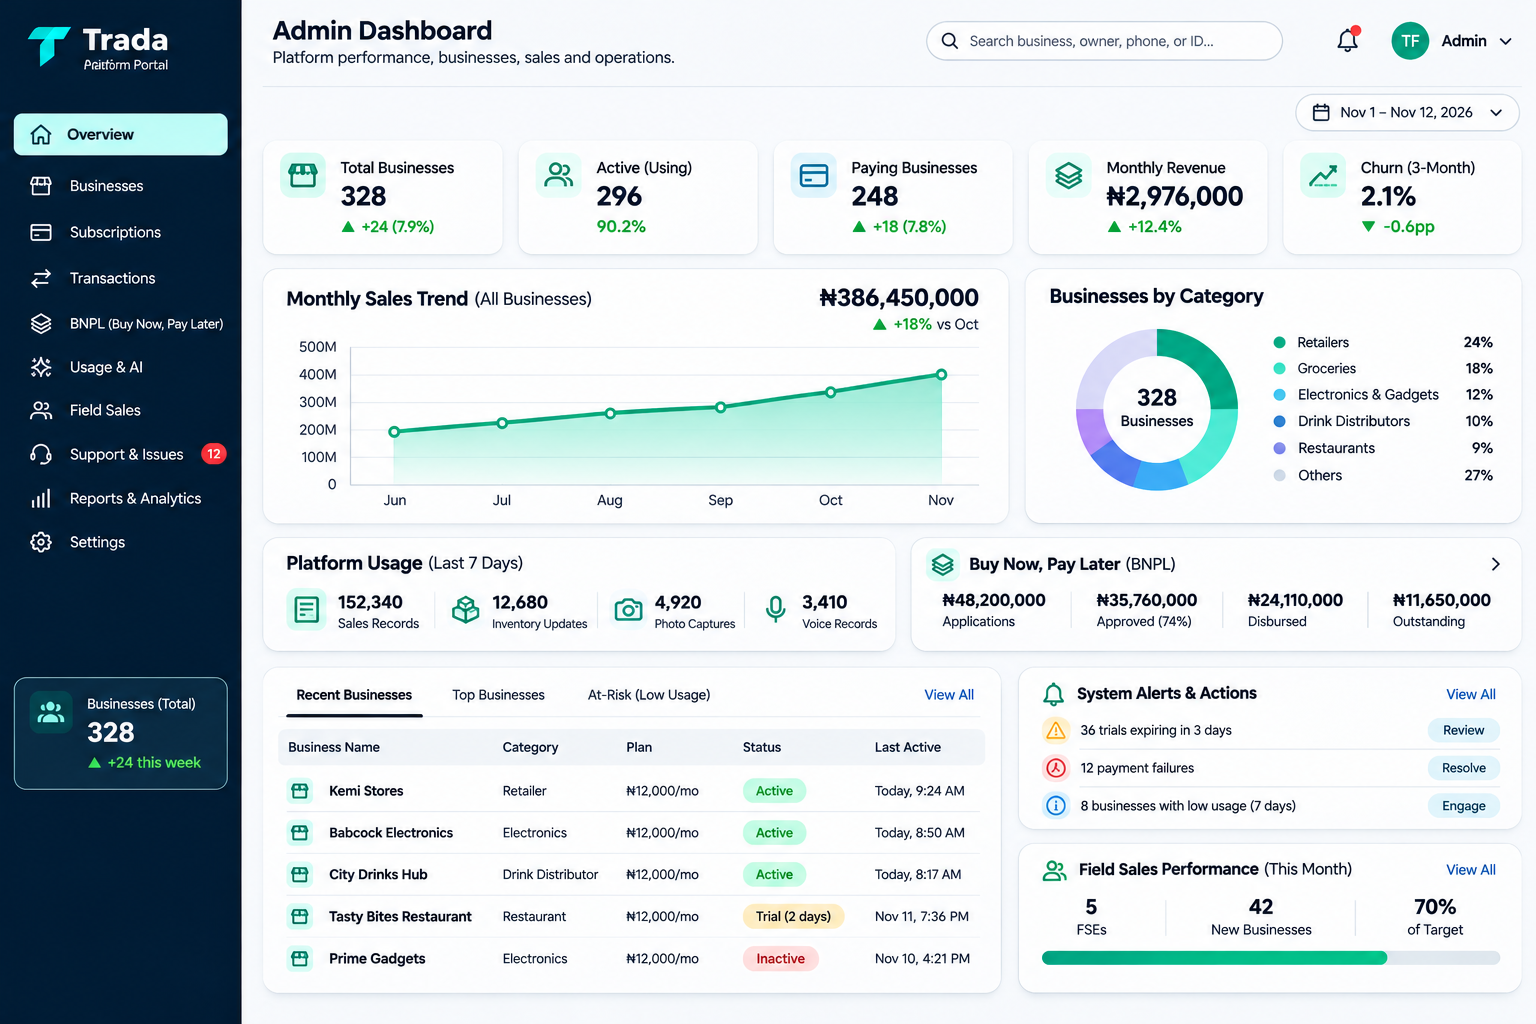 Trada
Platform Portal
Overview
Businesses
Subscriptions
Transactions
BNPL (Buy Now, Pay Later)
Usage & AI
Field Sales
Support & Issues 12
Reports & Analytics
Settings
Businesses (Total)
328
▲ +24 this week
Admin Dashboard
Platform performance, businesses, sales and operations.
Search business, owner, phone, or ID...
TF Admin
Nov 1 – Nov 12, 2026
Total Businesses
328
▲ +24 (7.9%)
Active (Using)
296
90.2%
Paying Businesses
248
▲ +18 (7.8%)
Monthly Revenue
₦2,976,000
▲ +12.4%
Churn (3-Month)
2.1%
▼ -0.6pp
Monthly Sales Trend (All Businesses)
₦386,450,000
▲ +18% vs Oct
500M
400M
300M
200M
100M
0
Jun Jul Aug Sep Oct Nov
Businesses by Category
328
Businesses
Retailers 24%
Groceries 18%
Electronics & Gadgets 12%
Drink Distributors 10%
Restaurants 9%
Others 27%
Platform Usage (Last 7 Days)
152,340
Sales Records
12,680
Inventory Updates
4,920
Photo Captures
3,410
Voice Records
Buy Now, Pay Later (BNPL)
₦48,200,000
Applications
₦35,760,000
Approved (74%)
₦24,110,000
Disbursed
₦11,650,000
Outstanding
Recent Businesses Top Businesses At-Risk (Low Usage) View All
Business Name Category Plan Status Last Active
Kemi Stores Retailer ₦12,000/mo Active Today, 9:24 AM
Babcock Electronics Electronics ₦12,000/mo Active Today, 8:50 AM
City Drinks Hub Drink Distributor ₦12,000/mo Active Today, 8:17 AM
Tasty Bites Restaurant Restaurant ₦12,000/mo Trial (2 days) Nov 11, 7:36 PM
Prime Gadgets Electronics ₦12,000/mo Inactive Nov 10, 4:21 PM
System Alerts & Actions View All
36 trials expiring in 3 days Review
12 payment failures Resolve
8 businesses with low usage (7 days) Engage
Field Sales Performance (This Month) View All
5
FSEs
42
New Businesses
70%
of Target